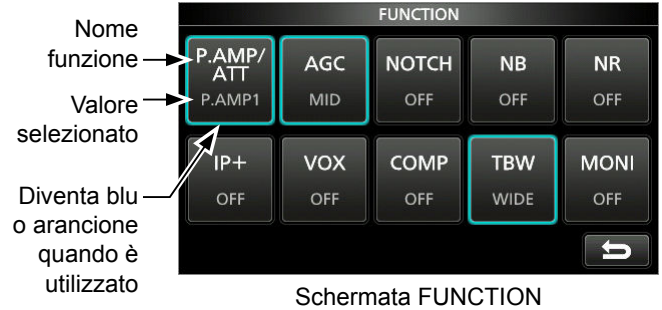 FUNCTION
Nome
funzione
Valore
selezionato
Diventa blu
o arancione
quando è
utilizzato
P.AMP/
ATT
P.AMP1
AGC
MID
NOTCH
OFF
NB
OFF
NR
OFF
IP+
OFF
VOX
OFF
COMP
OFF
TBW
WIDE
MONI
OFF
Schermata FUNCTION